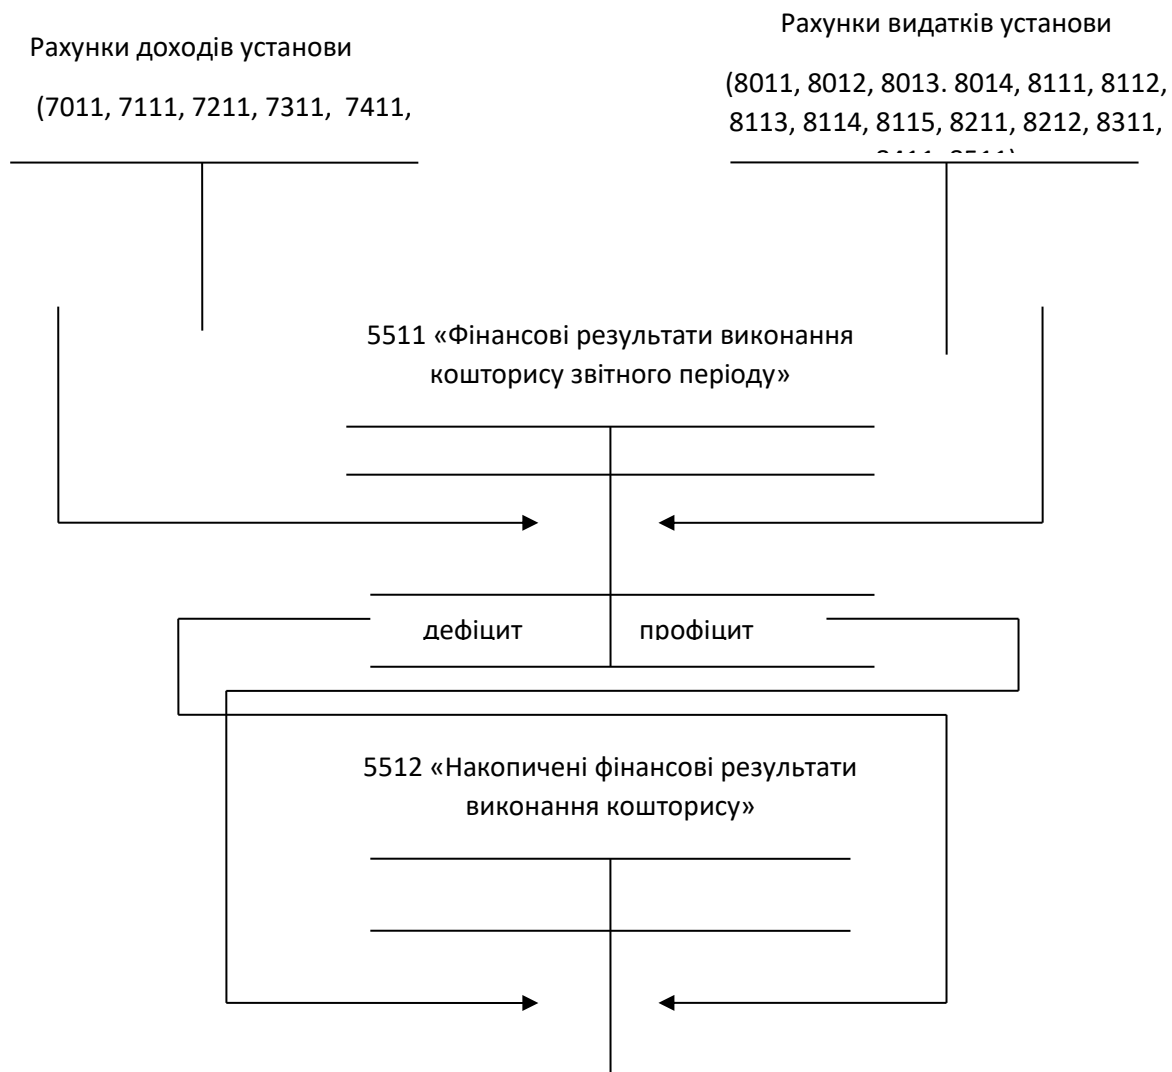 Рахунки доходів установи
(7011, 7111, 7211, 7311, 7411,
Рахунки видатків установи
(8011, 8012, 8013. 8014, 8111, 8112,
8113, 8114, 8115, 8211, 8212, 8311,
5511 «Фінансові результати виконання
кошторису звітного періоду»
дефіцит
профіцит
5512 «Накопичені фінансові результати
виконання кошторису»